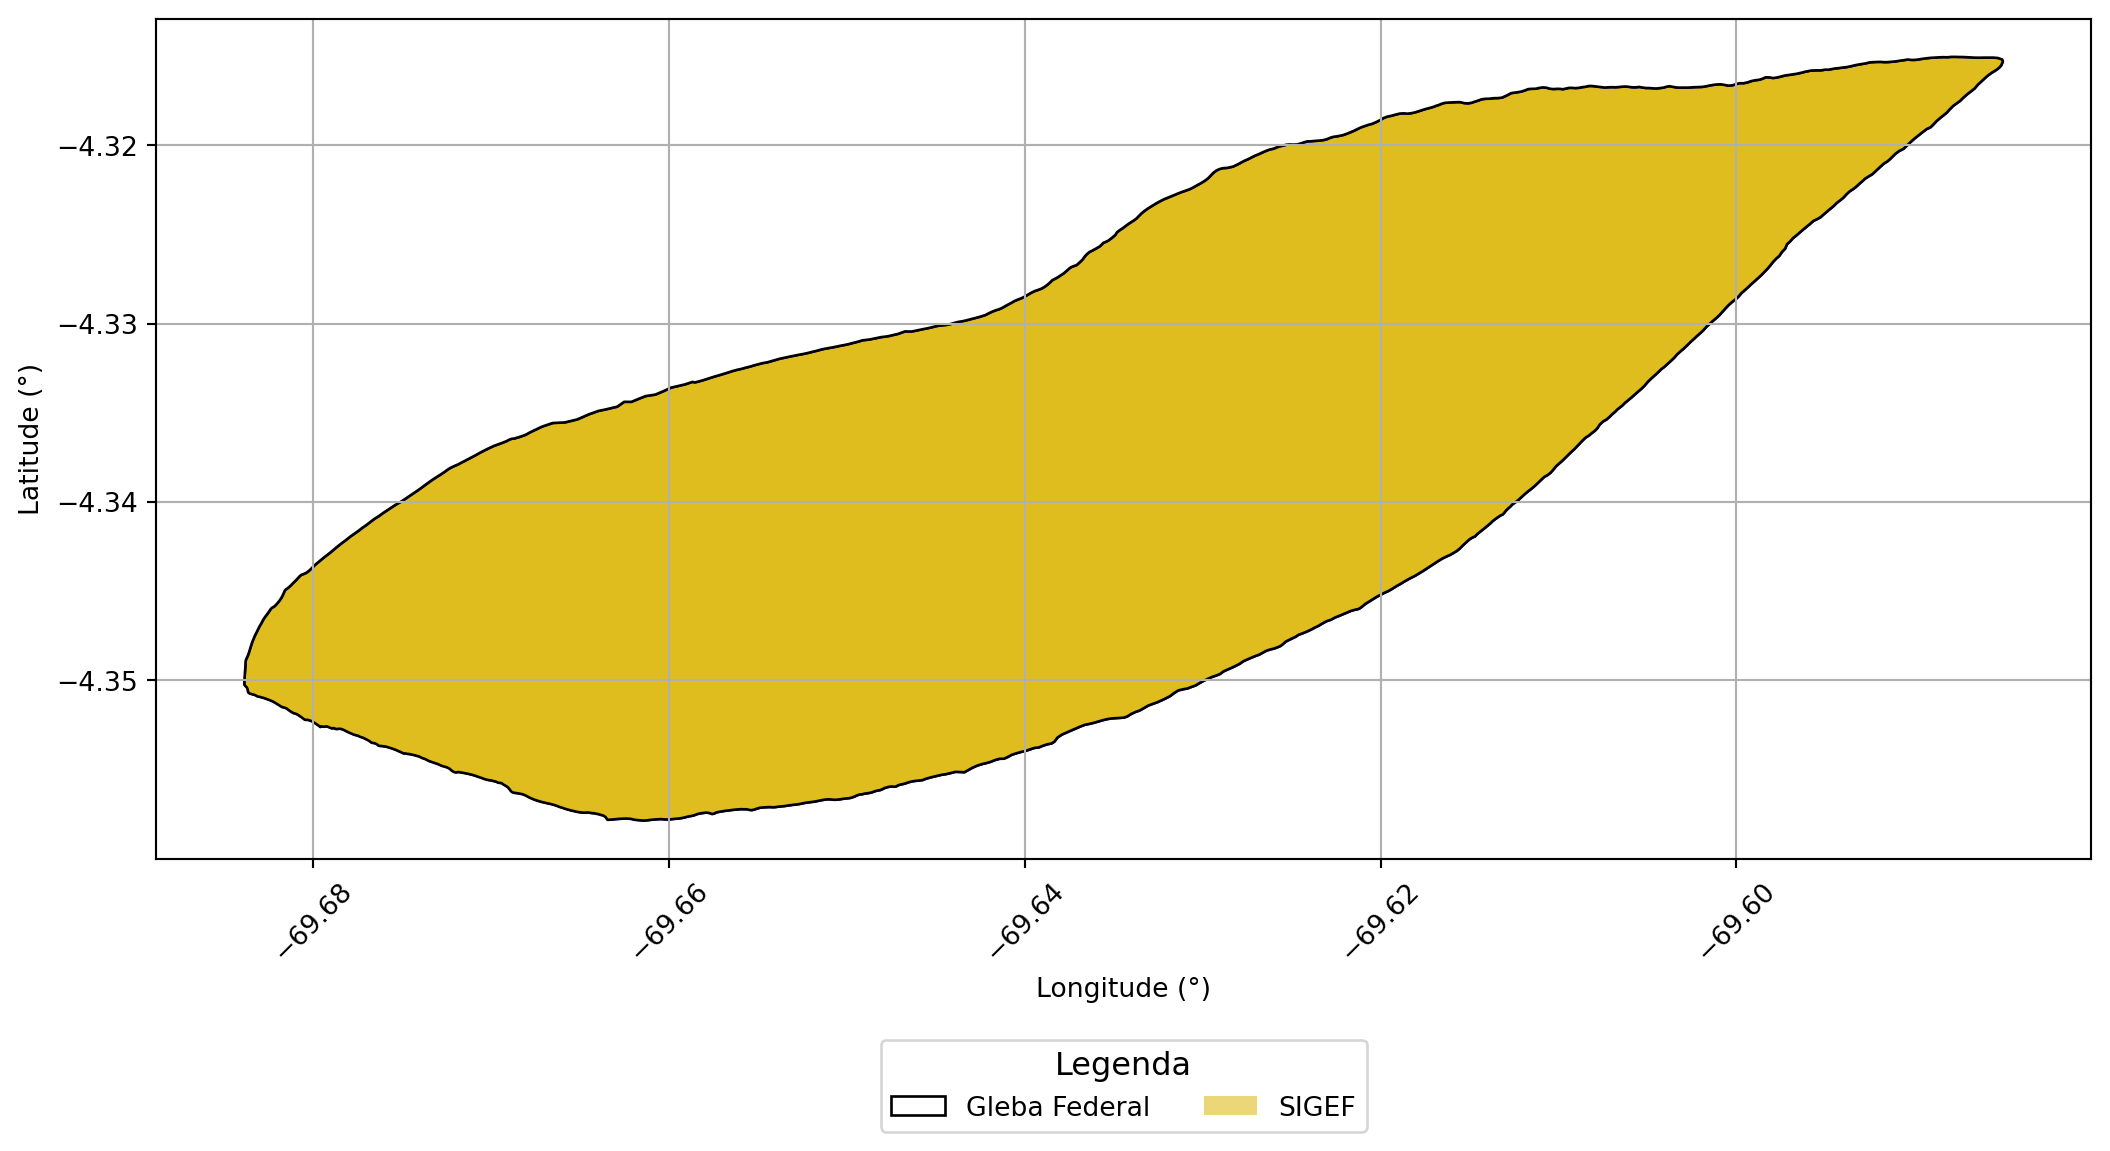 Latitude (°)
−4.32
−4.33
−4.34
−4.35
−69.68
−69.66
−69.64
−69.62
−69.60
Longitude (°)
Legenda
Gleba Federal
SIGEF